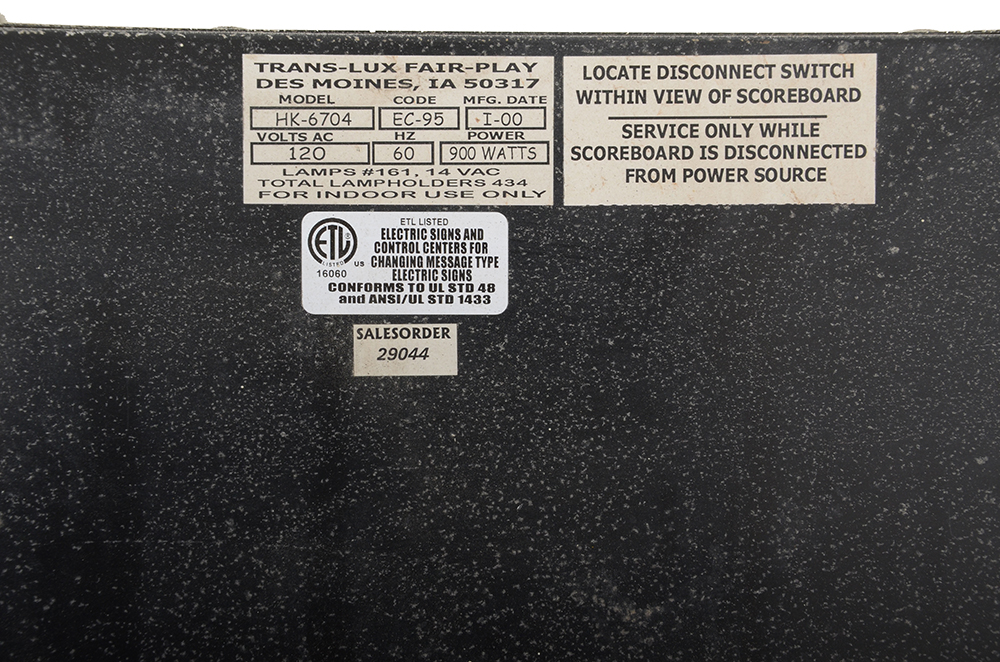 TRANS-LUX FAIR-PLAY
DES MOINES, IA 50317
MODEL CODE MFG. DATE
HK-6704 EC-95 I-00
VOLTS AC HZ POWER
120 60 900 WATTS
LAMPS #161, 14 VAC
TOTAL LAMPHOLDERS 434
FOR INDOOR USE ONLY
LOCATE DISCONNECT SWITCH
WITHIN VIEW OF SCOREBOARD
SERVICE ONLY WHILE
SCOREBOARD IS DISCONNECTED
FROM POWER SOURCE
ETL
LISTED
US
16060
ETL LISTED
ELECTRIC SIGNS AND
CONTROL CENTERS FOR
CHANGING MESSAGE TYPE
ELECTRIC SIGNS
CONFORMS TO UL STD 48
and ANSI/UL STD 1433
SALESORDER
29044